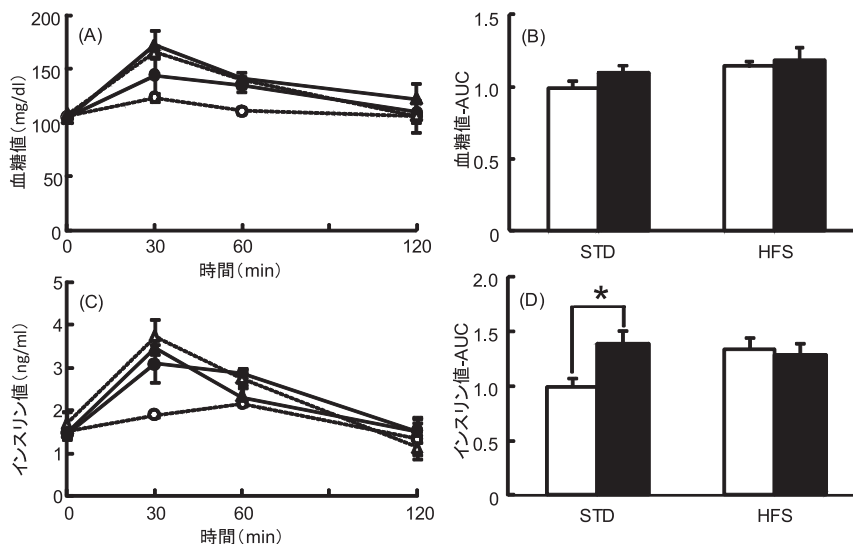 (A)
血糖値（mg/dl）
200
150
100
50
0
0 30 60 120
時間（min）
(B)
血糖値-AUC
1.5
1.0
0.5
0
STD HFS
(C)
インスリン値（ng/ml）
5
4
3
2
1
0
0 30 60 120
時間（min）
(D)
インスリン値-AUC
2.0
1.5
1.0
0.5
0
*
STD HFS